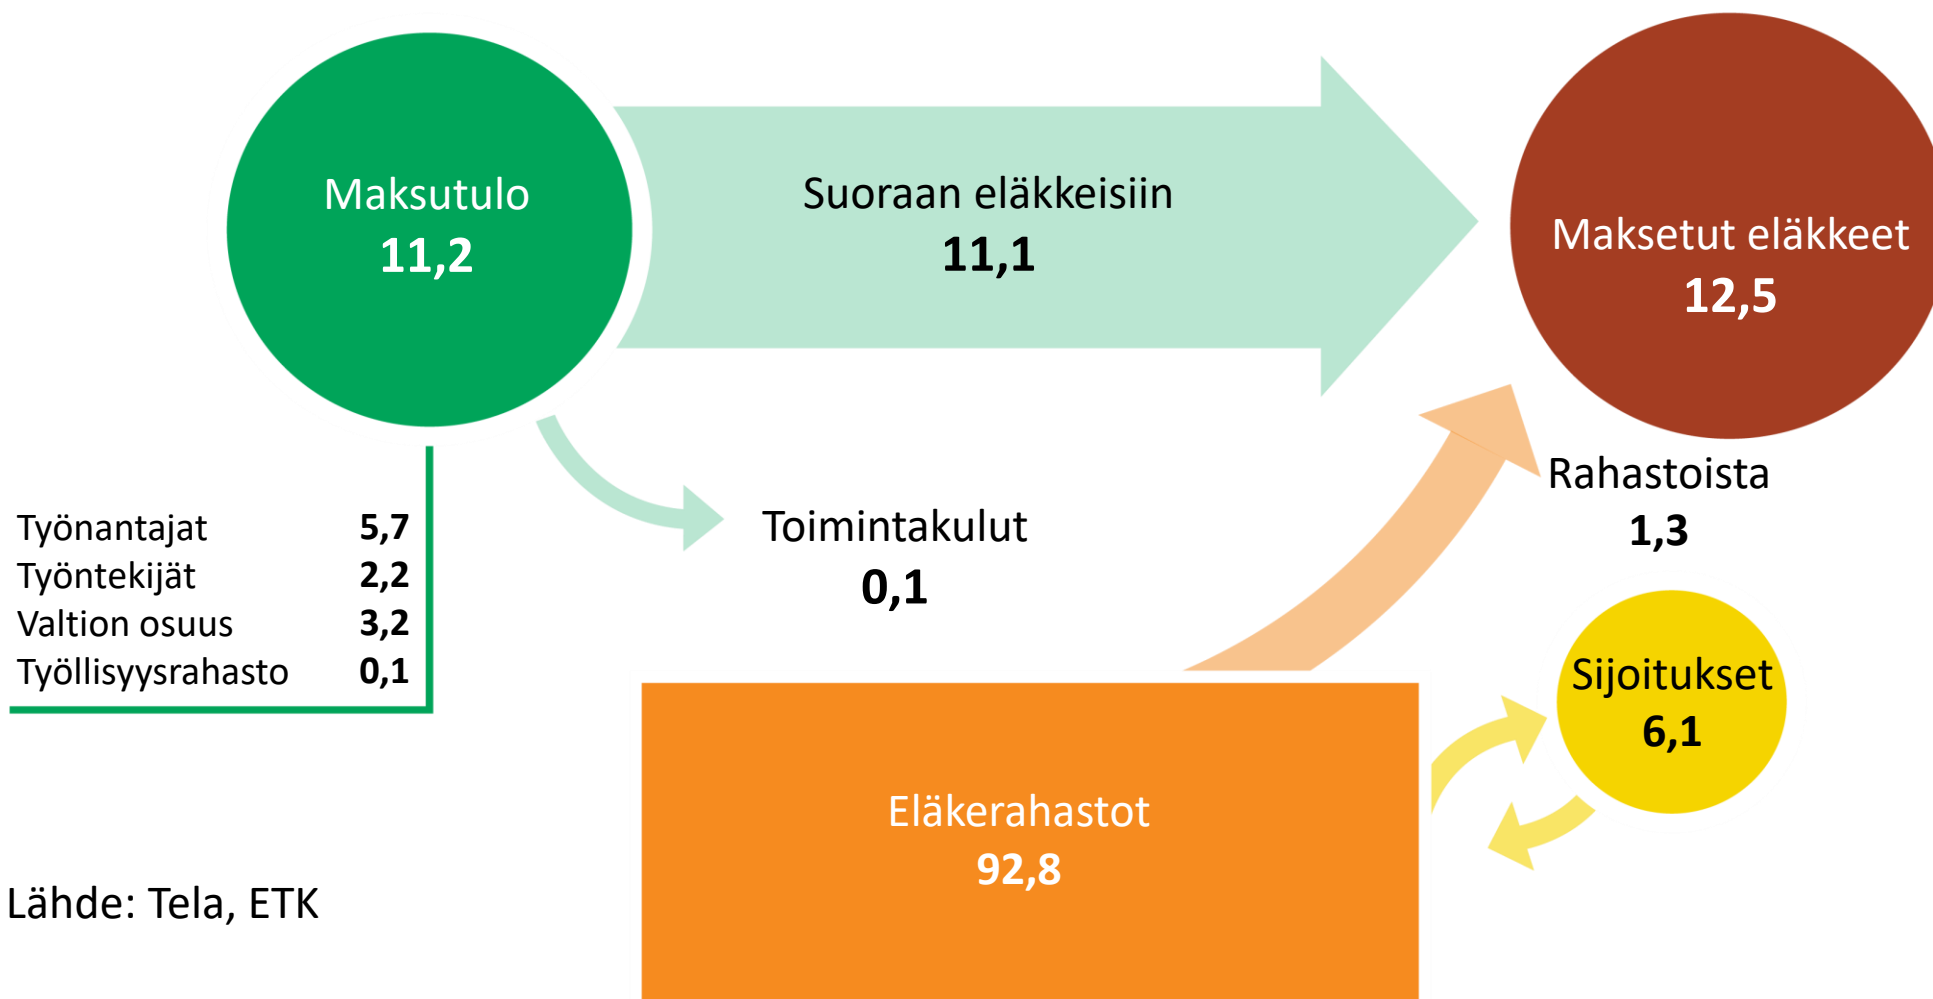 Maksutulo
11,2
Suoraan eläkkeisiin
11,1
Maksetut eläkkeet
12,5
Rahastoista
1,3
Työnantajat 5,7
Työntekijät 2,2
Valtion osuus 3,2
Työllisyysrahasto 0,1
Toimintakulut
0,1
Sijoitukset
6,1
Eläkerahastot
92,8
Lähde: Tela, ETK